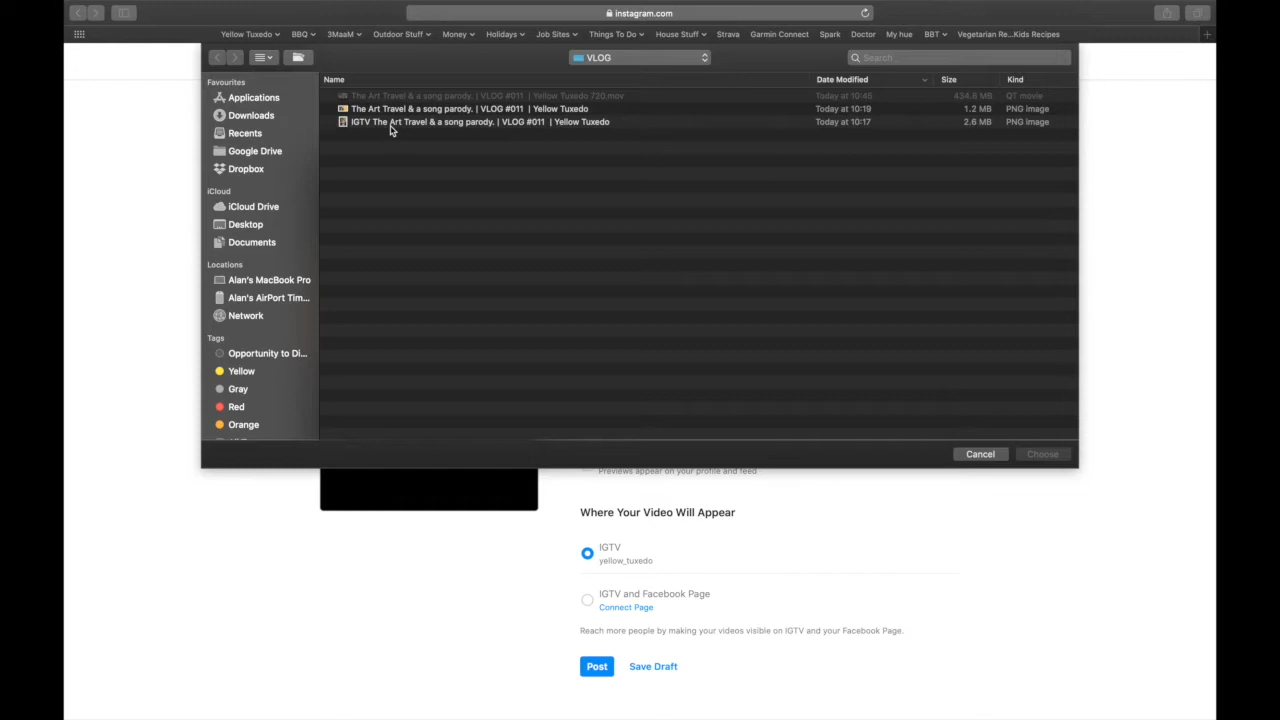 instagram.com
Yellow Tuxedo BBQ 3MaaM Outdoor Stuff Money Holidays Job Sites Things To Do House Stuff Strava Garmin Connect Spark Doctor My hue BBT Vegetarian Re...Kids Recipes
VLOG
Search
Favourites
Applications
Downloads
Recents
Google Drive
Dropbox
iCloud
iCloud Drive
Desktop
Documents
Locations
Alan's MacBook Pro
Alan's AirPort Tim...
Network
Tags
Opportunity to Di...
Yellow
Gray
Red
Orange
Name Date Modified Size Kind
The Art Travel & a song parody. | VLOG #011 | Yellow Tuxedo 720.mov Today at 10:45 434.6 MB QT movie
The Art Travel & a song parody. | VLOG #011 | Yellow Tuxedo Today at 10:19 1.2 MB PNG image
IGTV The Art Travel & a song parody. | VLOG #011 | Yellow Tuxedo Today at 10:17 2.6 MB PNG image
Cancel Choose
Previews appear on your profile and feed
Where Your Video Will Appear
IGTV
yellow_tuxedo
IGTV and Facebook Page
Connect Page
Reach more people by making your videos visible on IGTV and your Facebook Page.
Post Save Draft